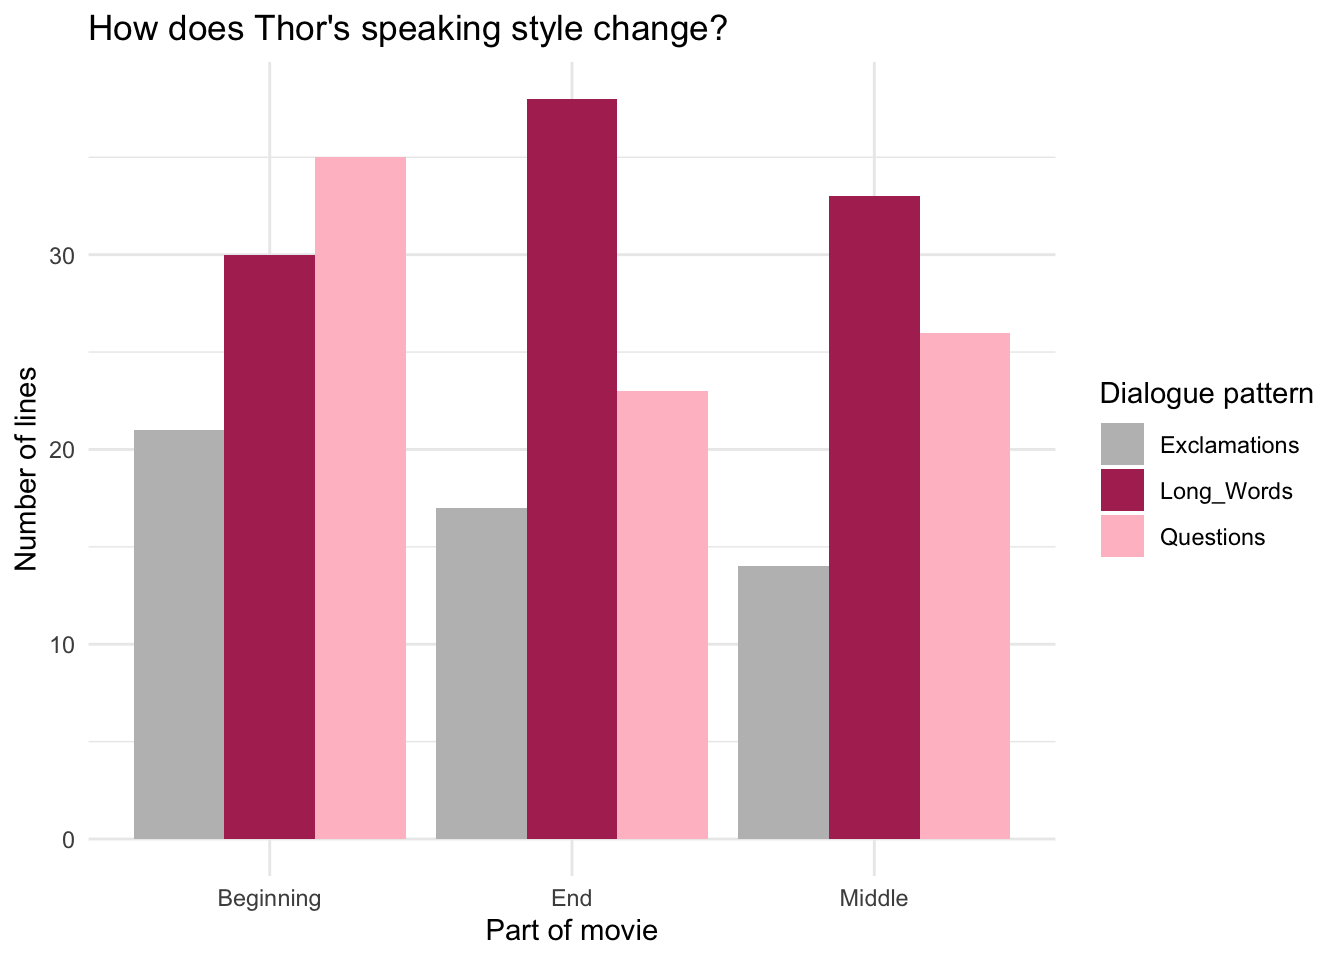 How does Thor's speaking style change?
Number of lines
30
20
10
0
Beginning End Middle
Part of movie
Dialogue pattern
Exclamations
Long_Words
Questions